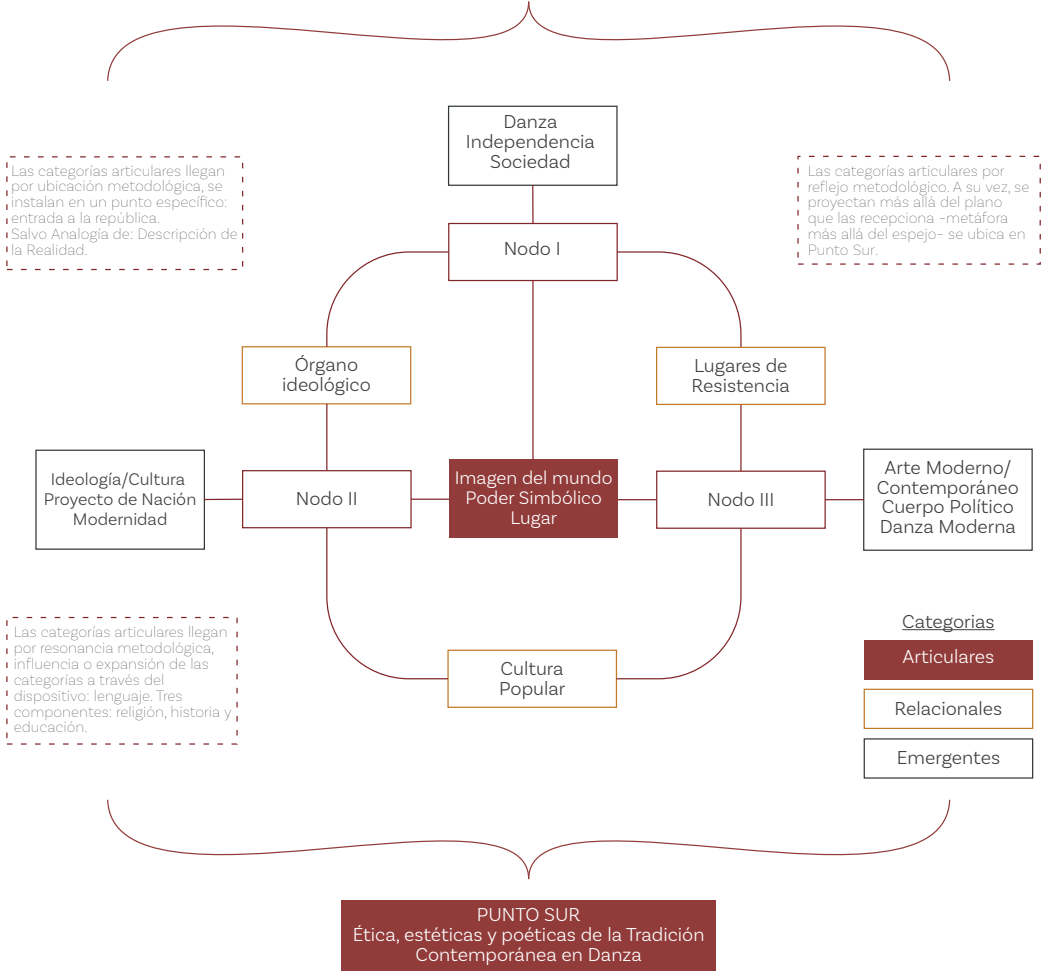 Danza
Independencia
Sociedad
Las categorías articulares llegan
por ubicación metodológica, se
instalan en un punto específico:
entrada a la república.
Salvo Analogía de: Descripción de
la Realidad.
Las categorías articulares por
reflejo metodológico. A su vez, se
proyectan más allá del plano
que las recepciona –metáfora
más allá del espejo– se ubica en
Punto Sur.
Nodo I
Órgano
ideológico
Lugares de
Resistencia
Ideología/Cultura
Proyecto de Nación
Modernidad
Nodo II
Imagen del mundo
Poder Simbólico
Lugar
Nodo III
Arte Moderno/
Contemporáneo
Cuerpo Político
Danza Moderna
Las categorías articulares llegan
por resonancia metodológica,
influencia o expansión de las
categorías a través del
dispositivo: lenguaje. Tres
componentes: religión, historia y
educación.
Cultura
Popular
Categorias
Articulares
Relacionales
Emergentes
PUNTO SUR
Ética, estéticas y poéticas de la Tradición
Contemporánea en Danza